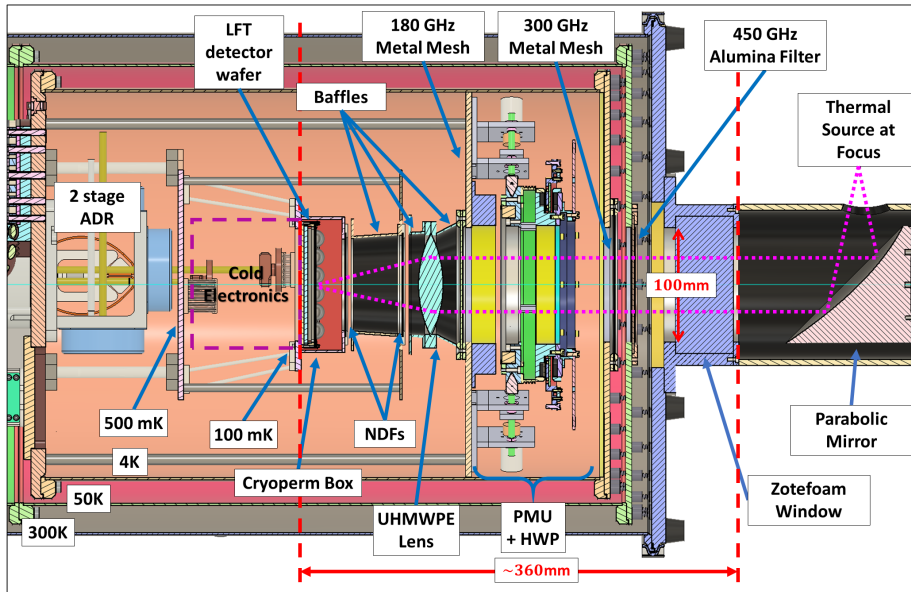 LFT
detector
wafer
180 GHz
Metal Mesh
300 GHz
Metal Mesh
450 GHz
Alumina Filter
Baffles
Thermal
Source at
Focus
2 stage
ADR
Cold
Electronics
100mm
500 mK
100 mK
NDFs
Parabolic
Mirror
4K
Cryoperm Box
50K
UHMWPE
Lens
PMU
+ HWP
Zotefoam
Window
300K
~360mm